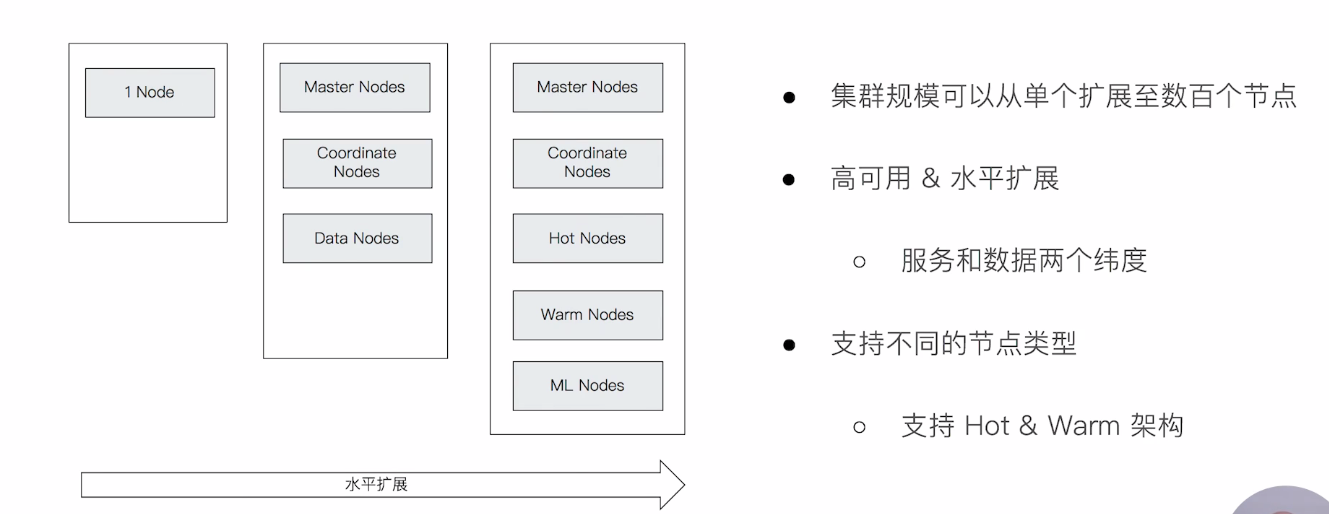 1 Node
Master Nodes
Coordinate
Nodes
Data Nodes
Master Nodes
Coordinate
Nodes
Hot Nodes
Warm Nodes
ML Nodes
水平扩展
集群规模可以从单个扩展至数百个节点
高可用 & 水平扩展
服务和数据两个纬度
支持不同的节点类型
支持 Hot & Warm 架构